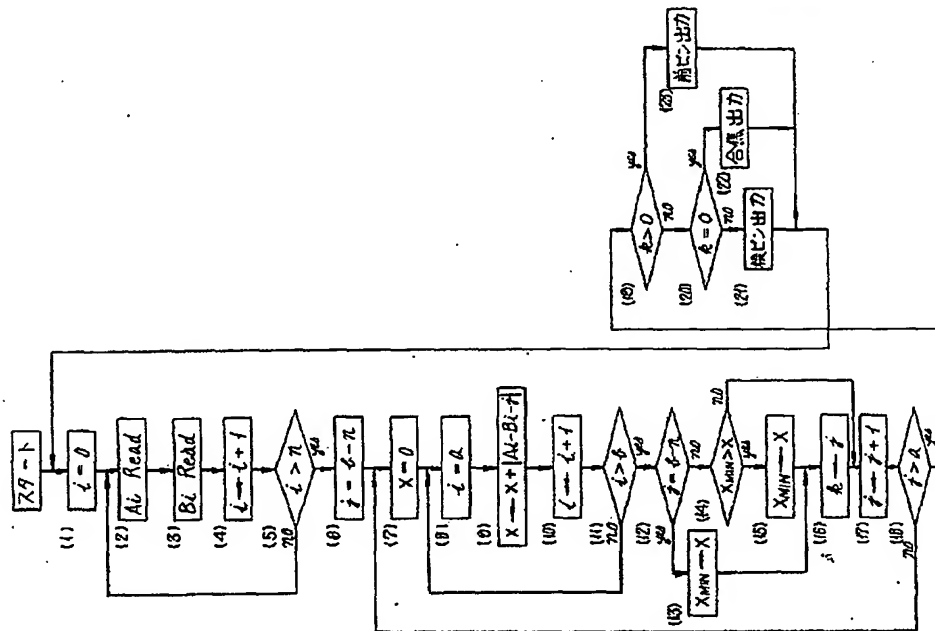 スタート
(1) i = 0
(2) Ai Read
(3) Bi Read
(4) i ← i + 1
(5) i > n
no
yes
(6) j = b - n
(7) X = 0
(8) i = a
(9) X ← X + |Ai - Bi - j|
(10) i ← i + 1
(11) i > b
no
yes
(12) j = b - n
yes
no
(13) XMIN ← X
(14) XMIN > X
no
yes
(15) XMIN ← X
(16) k ← j
(17) j ← j + 1
(18) j > a
no
yes
(19) k > 0
yes
no
(20) k = 0
yes
no
(21) 後ピン出力
(22) 合焦出力
(23) 前ピン出力